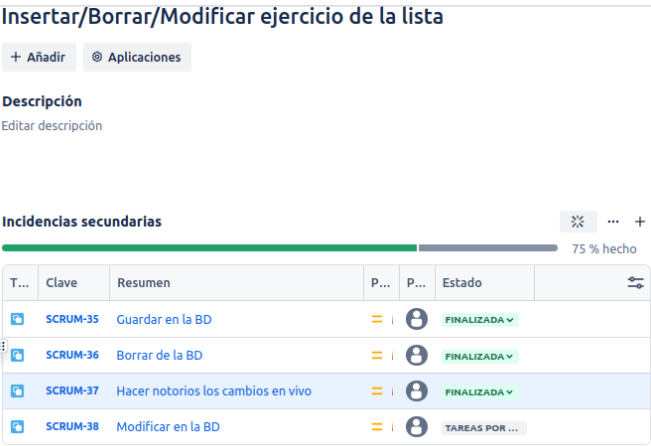 Insertar/Borrar/Modificar ejercicio de la lista
+ Añadir Aplicaciones
Descripción
Editar descripción
Incidencias secundarias
75 % hecho
T... Clave Resumen P... P... Estado
SCRUM-35 Guardar en la BD FINALIZADA
SCRUM-36 Borrar de la BD FINALIZADA
SCRUM-37 Hacer notorios los cambios en vivo FINALIZADA
SCRUM-38 Modificar en la BD TAREAS POR ...